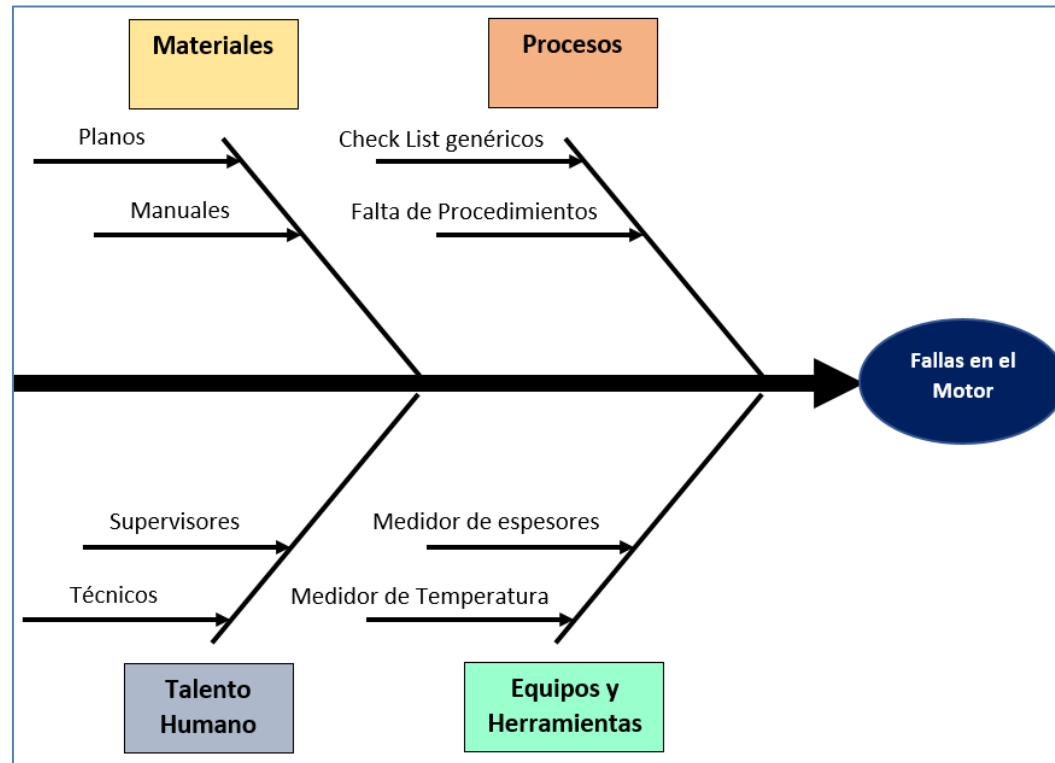 Materiales
Procesos
Planos
Check List genéricos
Manuales
Falta de Procedimientos
Fallas en el
Motor
Supervisores
Medidor de espesores
Técnicos
Medidor de Temperatura
Talento
Humano
Equipos y
Herramientas